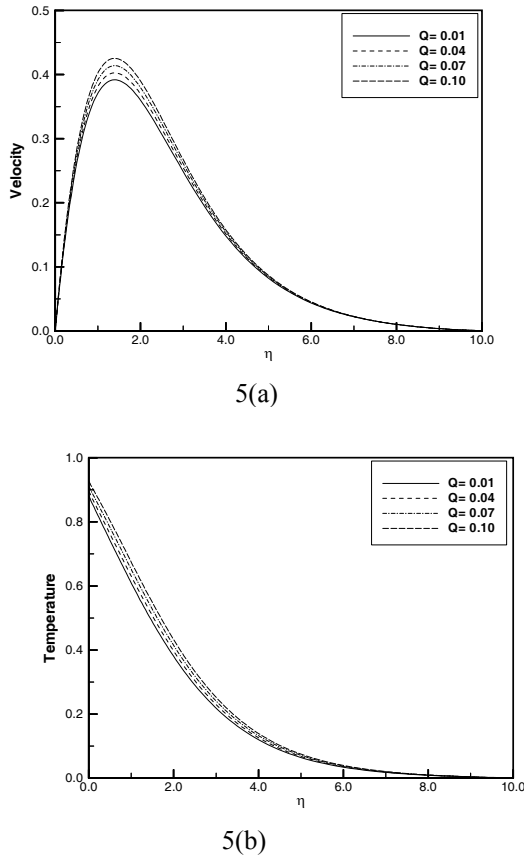 0.5
0.4
0.3
0.2
0.1
0.0
Velocity
0.0 2.0 4.0 6.0 8.0 10.0
η
Q= 0.01
Q= 0.04
Q= 0.07
Q= 0.10
5(a)
1.0
0.8
0.6
0.4
0.2
0.0
Temperature
0.0 2.0 4.0 6.0 8.0 10.0
η
Q= 0.01
Q= 0.04
Q= 0.07
Q= 0.10
5(b)